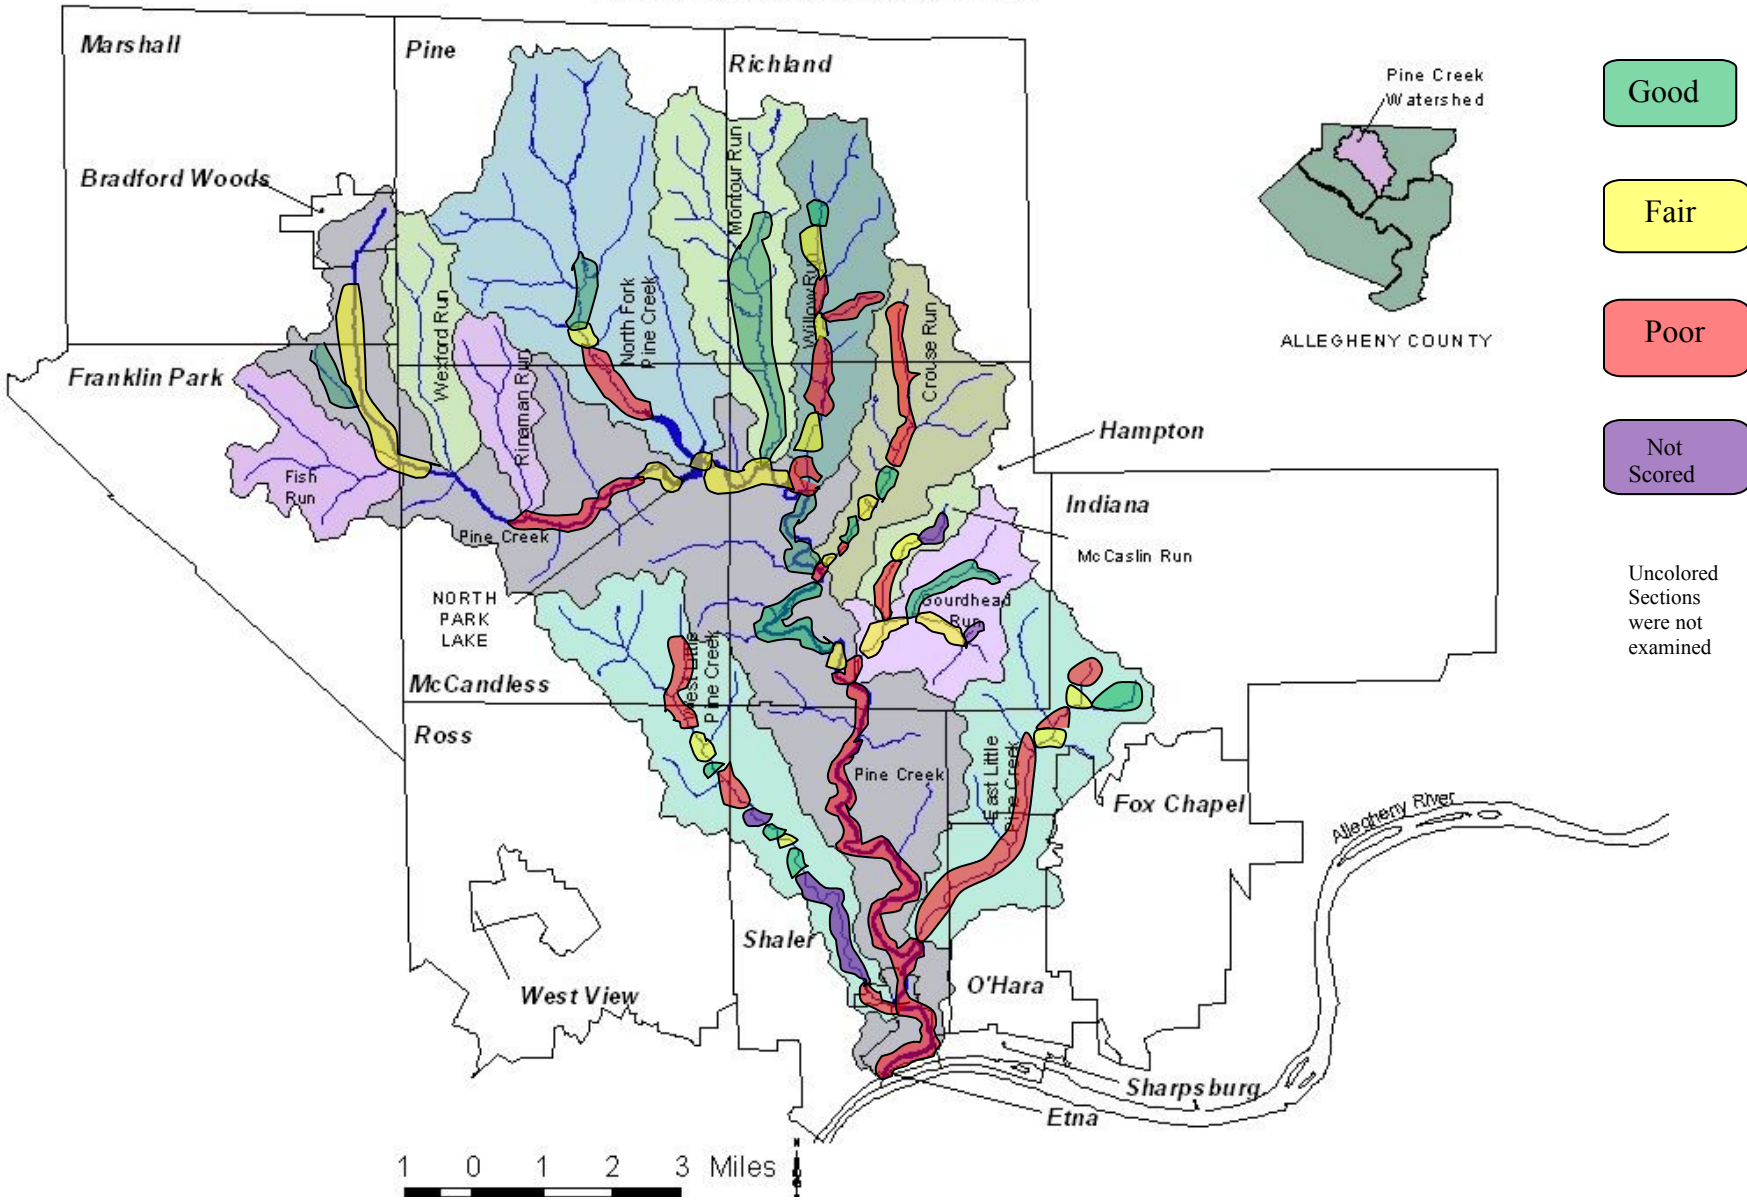 Marshall
Pine
Richland
Bradford Woods
Franklin Park
Wexford Run
Rinaman Run
North Fork
Pine Creek
Montour Run
Willow Run
Crouse Run
Fish
Run
Pine Creek
NORTH
PARK
LAKE
McCandless
Ross
West Little
Pine Creek
Hampton
Indiana
McCaslin Run
Gourdhead
Run
Pine Creek
East Little
Pine Creek
Fox Chapel
Allegheny River
Shaler
O'Hara
West View
Sharpsburg
Etna
1 0 1 2 3 Miles
N
Pine Creek
Watershed
ALLEGHENY COUNTY
Good
Fair
Poor
Not
Scored
Uncolored
Sections
were not
examined